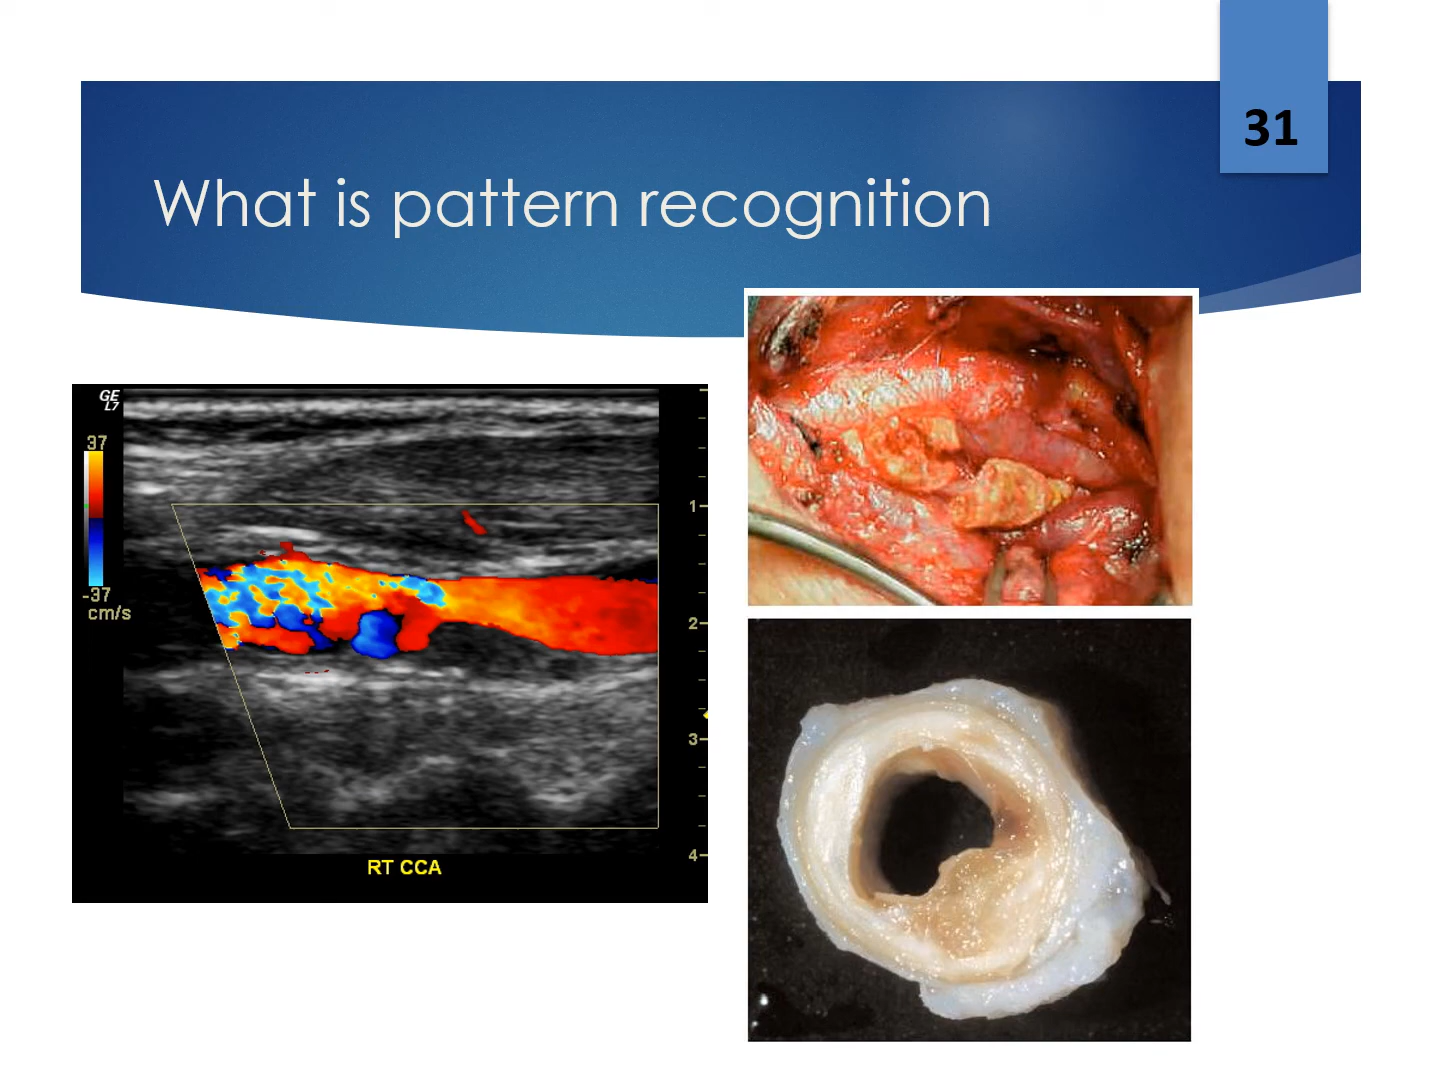 31
What is pattern recognition
GE
L7
37
-37
cm/s
1
2
3
4
RT CCA